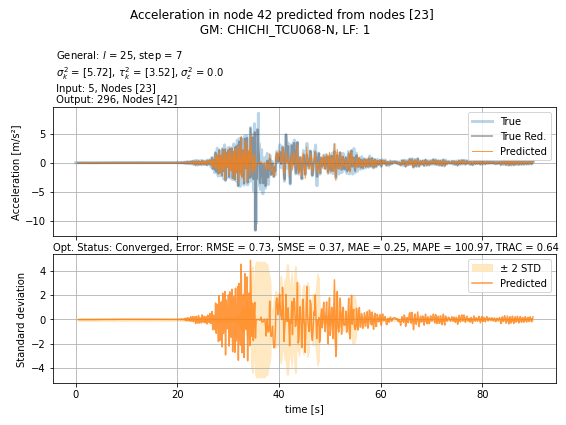 Acceleration in node 42 predicted from nodes [23]
GM: CHICHI_TCU068-N, LF: 1
General: l = 25, step = 7
σ²ₖ = [5.72], τ²ₖ = [3.52], σ²ε = 0.0
Input: 5, Nodes [23]
Output: 296, Nodes [42]
True
True Red.
Predicted
Acceleration [m/s²]
5
0
−5
−10
Opt. Status: Converged, Error: RMSE = 0.73, SMSE = 0.37, MAE = 0.25, MAPE = 100.97, TRAC = 0.64
± 2 STD
Predicted
Standard deviation
4
2
0
−2
−4
0 20 40 60 80
time [s]